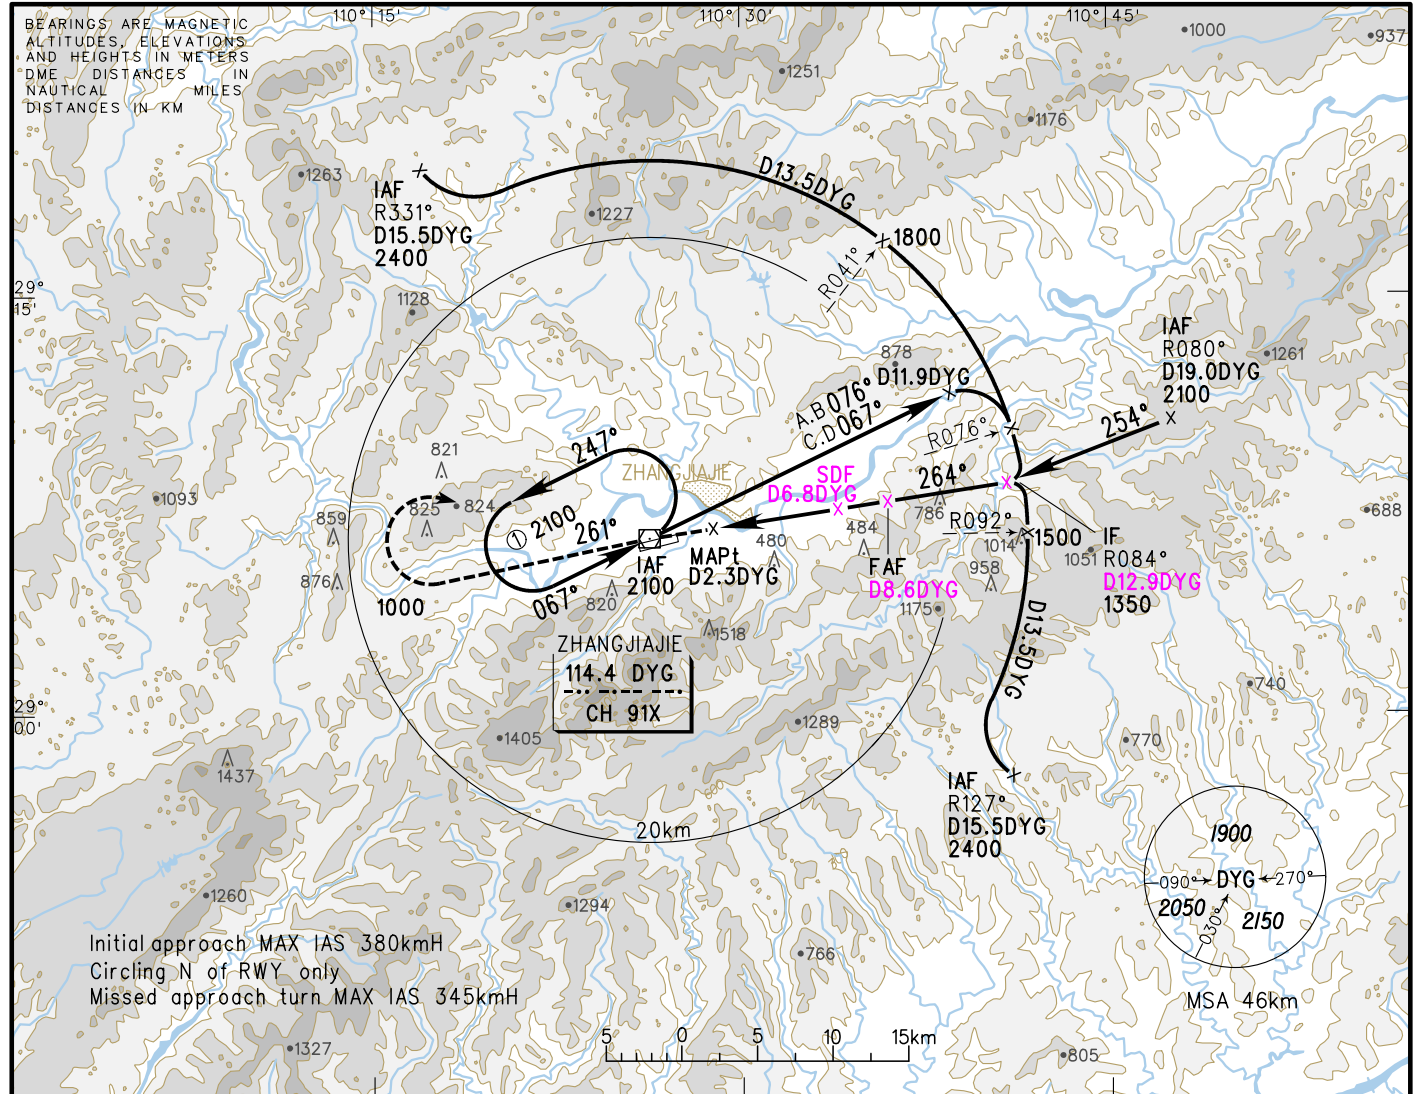 BEARINGS ARE MAGNETIC
ALTITUDES, ELEVATIONS
AND HEIGHTS IN METERS
DME DISTANCES IN
NAUTICAL MILES
DISTANCES IN KM
110°15'
110°30'
110°45'
1000
937
1251
1176
1263
IAF
R331°
D15.5DYG
2400
1227
D13.5DYG
1800
R041°
29°
15'
1128
IAF
R080°
D19.0DYG
2100
1261
878
D11.9DYG
A.B 076°
C.D 067°
R076°
254°
247°
821
ZHANGJIAJIE
SDF
D6.8DYG
264°
786
1093
824
825
859
① 2100
261°
484
480
R092°
1014
1500
688
876
IAF
2100
MAPt
D2.3DYG
FAF
D8.6DYG
958
1051
IF
R084°
D12.9DYG
1350
1000
067°
820
1175
1518
D13.5DYG
ZHANGJIAJIE
114.4 DYG
CH 91X
740
29°
00'
1405
1289
770
1437
600
IAF
R127°
D15.5DYG
2400
20km
1900
090°
DYG
270°
2050
030°
2150
MSA 46km
1260
1294
766
Initial approach MAX IAS 380kmH
Circling N of RWY only
Missed approach turn MAX IAS 345kmH
5 0 5 10 15km
1327
805